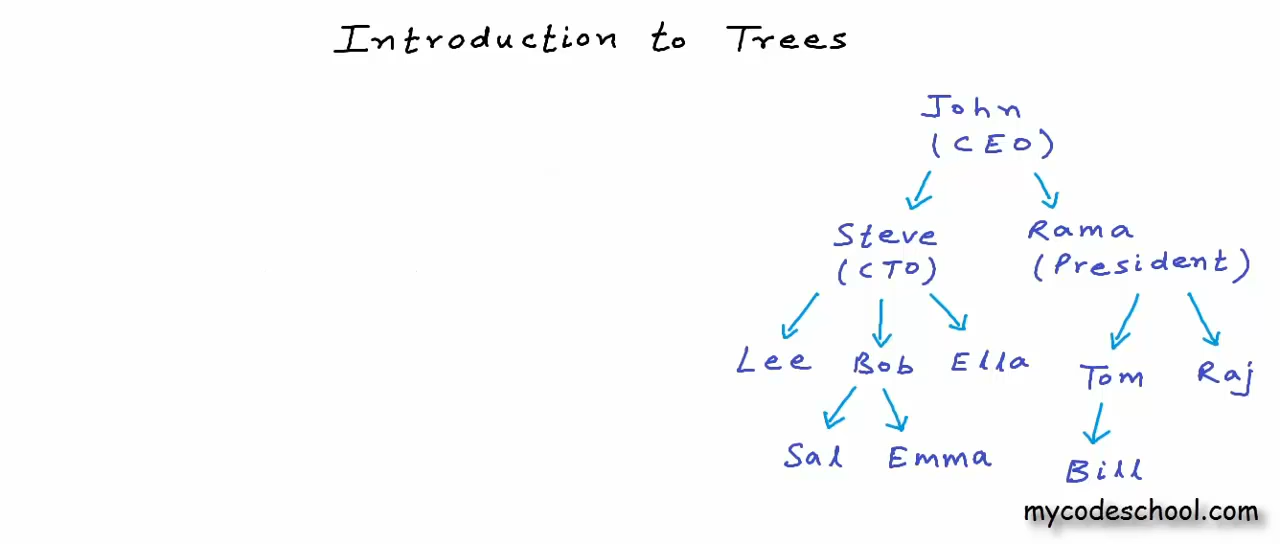 Introduction to Trees
John
(CEO)
Steve
(CTO)
Rama
(President)
Lee Bob Ella
Tom Raj
Sal Emma
Bill
mycodeschool.com